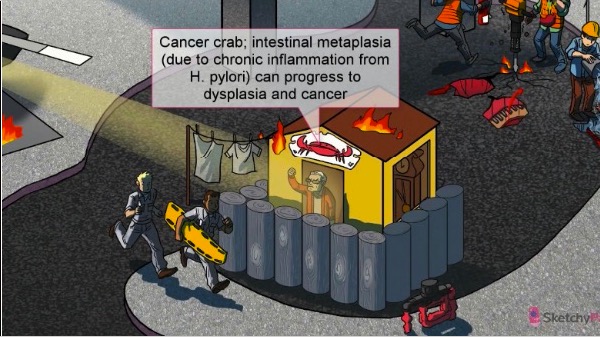 Cancer crab; intestinal metaplasia
(due to chronic inflammation from
H. pylori) can progress to
dysplasia and cancer